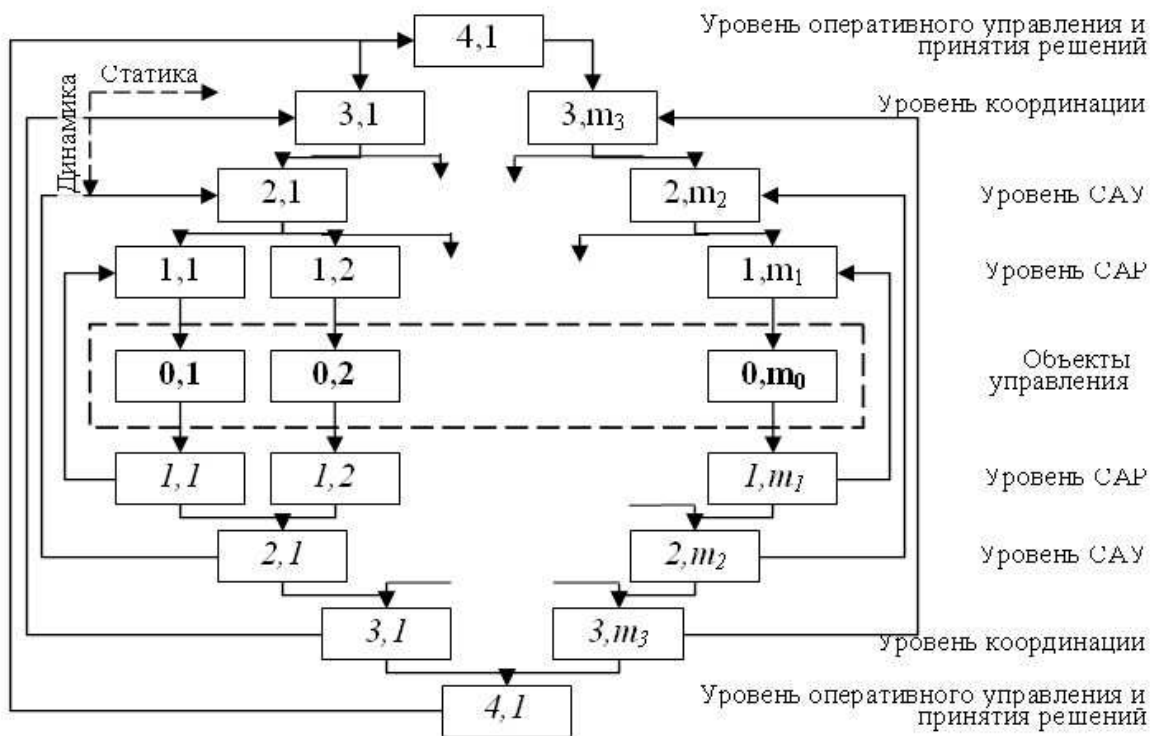 4,1
Уровень оперативного управления и
принятия решений
Статика
Динамика
3,1
3,m₃
Уровень координации
2,1
2,m₂
Уровень САУ
1,1
1,2
1,m₁
Уровень САР
0,1
0,2
0,m₀
Объекты
управления
1,1
1,2
1,m₁
Уровень САР
2,1
2,m₂
Уровень САУ
3,1
3,m₃
Уровень координации
4,1
Уровень оперативного управления и
принятия решений